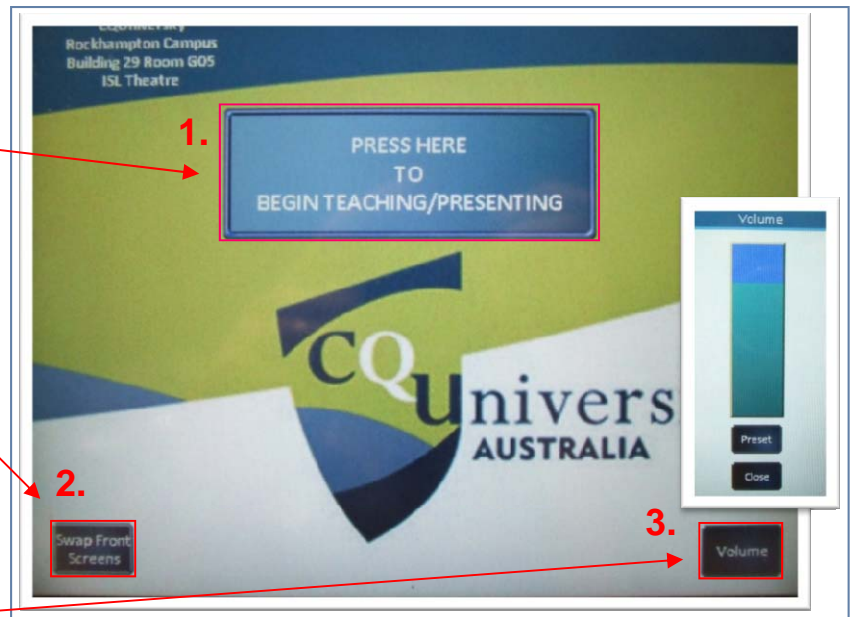 Rockhampton Campus
Building 29 Room G05
ISL Theatre
1.
PRESS HERE
TO
BEGIN TEACHING/PRESENTING
Volume
CQUnivers
AUSTRALIA
Preset
Close
2.
Swap Front
Screens
3.
Volume